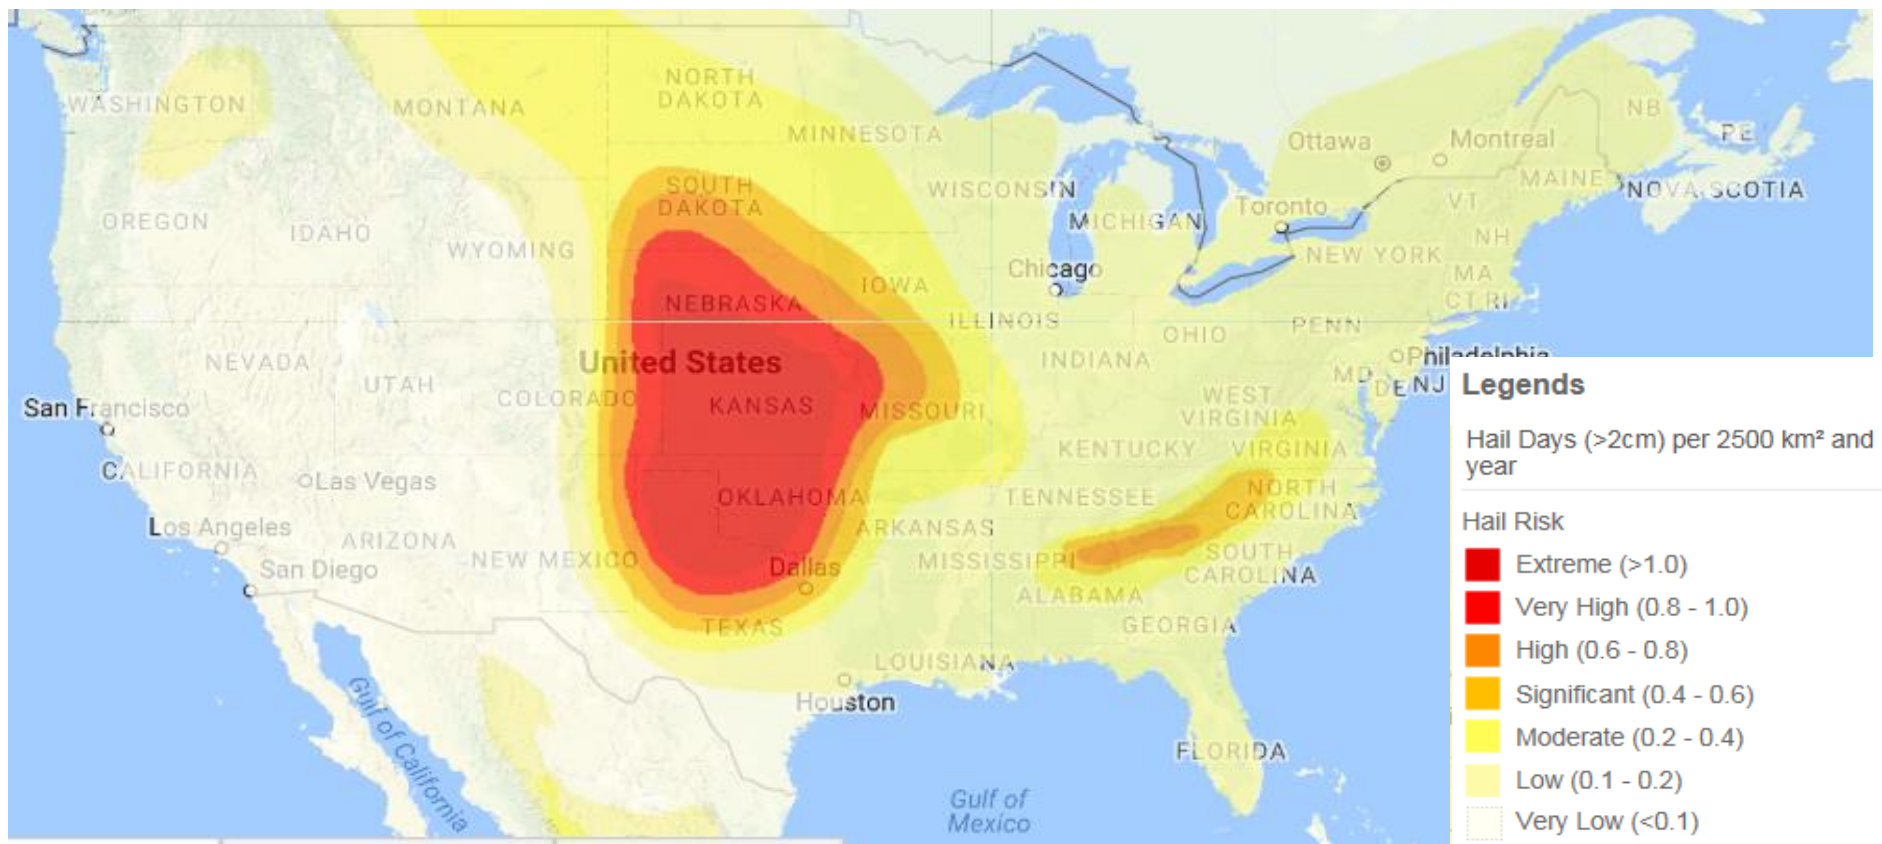 NORTH
DAKOTA
WASHINGTON
MONTANA
NB
MINNESOTA
PE
Ottawa
Montreal
SOUTH
DAKOTA
WISCONSIN
MAINE
NOVA SCOTIA
VT
OREGON
IDAHO
MICHIGAN
Toronto
NH
WYOMING
NEW YORK
MA
Chicago
CT RI
IOWA
NEBRASKA
ILLINOIS
OHIO
PENN
NEVADA
United States
INDIANA
Philadelphia
UTAH
MD
DE NJ
COLORADO
KANSAS
MISSOURI
WEST
VIRGINIA
San Francisco
KENTUCKY
VIRGINIA
CALIFORNIA
Las Vegas
OKLAHOMA
TENNESSEE
NORTH
CAROLINA
Los Angeles
ARIZONA
ARKANSAS
NEW MEXICO
MISSISSIPPI
SOUTH
CAROLINA
San Diego
Dallas
ALABAMA
TEXAS
GEORGIA
LOUISIANA
Houston
Gulf of California
FLORIDA
Gulf of
Mexico
Legends
Hail Days (>2cm) per 2500 km² and
year
Hail Risk
Extreme (>1.0)
Very High (0.8 - 1.0)
High (0.6 - 0.8)
Significant (0.4 - 0.6)
Moderate (0.2 - 0.4)
Low (0.1 - 0.2)
Very Low (<0.1)